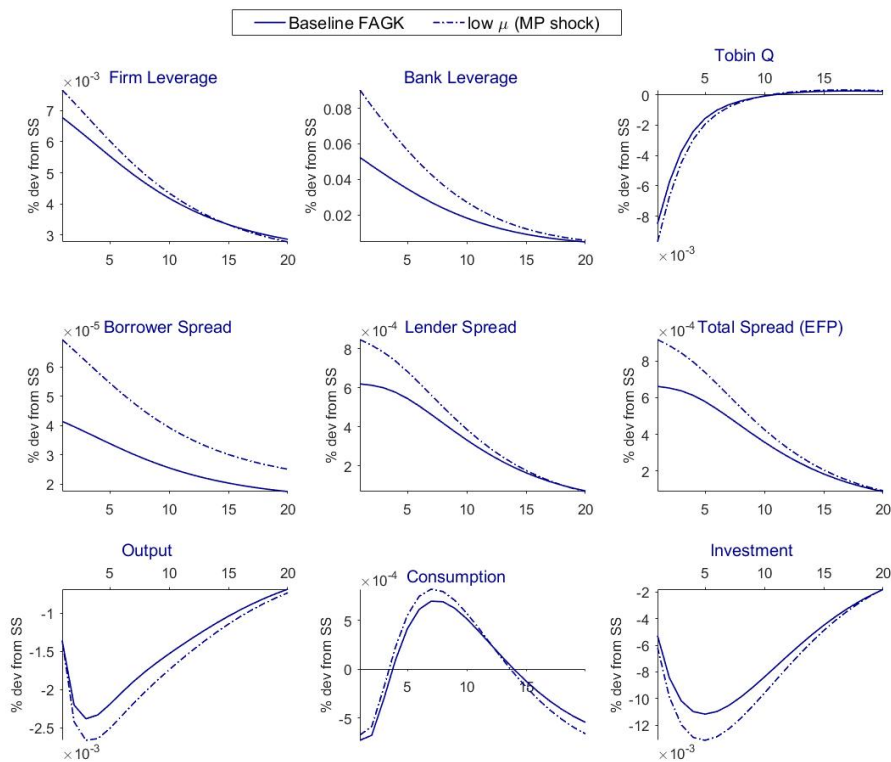 Baseline FAGK low μ (MP shock)
×10⁻³ Firm Leverage
% dev from SS
7
6
5
4
3
5 10 15 20
Bank Leverage
% dev from SS
0.08
0.06
0.04
0.02
5 10 15 20
Tobin Q
5 10 15
% dev from SS
0
-2
-4
-6
-8
×10⁻³
×10⁻⁵ Borrower Spread
% dev from SS
6
5
4
3
2
5 10 15 20
×10⁻⁴ Lender Spread
% dev from SS
8
6
4
2
5 10 15 20
×10⁻⁴ Total Spread (EFP)
% dev from SS
8
6
4
2
5 10 15 20
Output
5 10 15 20
% dev from SS
-1
-1.5
-2
-2.5
×10⁻³
×10⁻⁴ Consumption
% dev from SS
5
0
-5
5 10 15
Investment
5 10 15 20
% dev from SS
-2
-4
-6
-8
-10
-12
×10⁻³